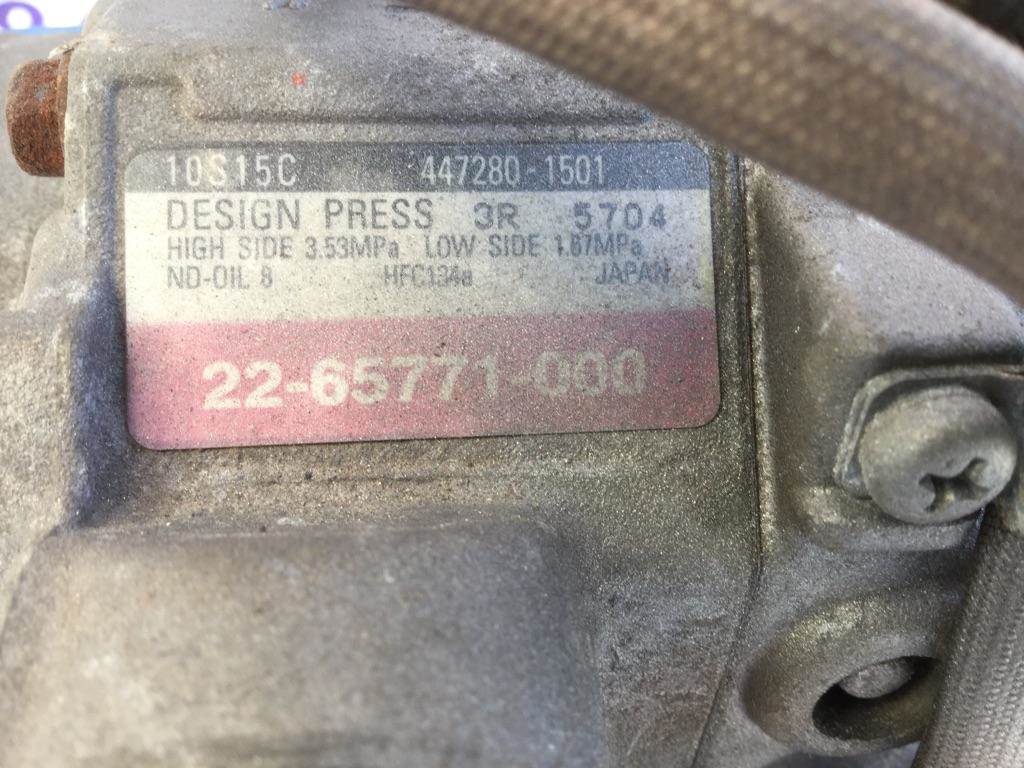 10S15C 447280-1501
DESIGN PRESS 3R 5704
HIGH SIDE 3.53MPa LOW SIDE 1.67MPa
ND-OIL 8 HFC134a JAPAN
22-65771-000